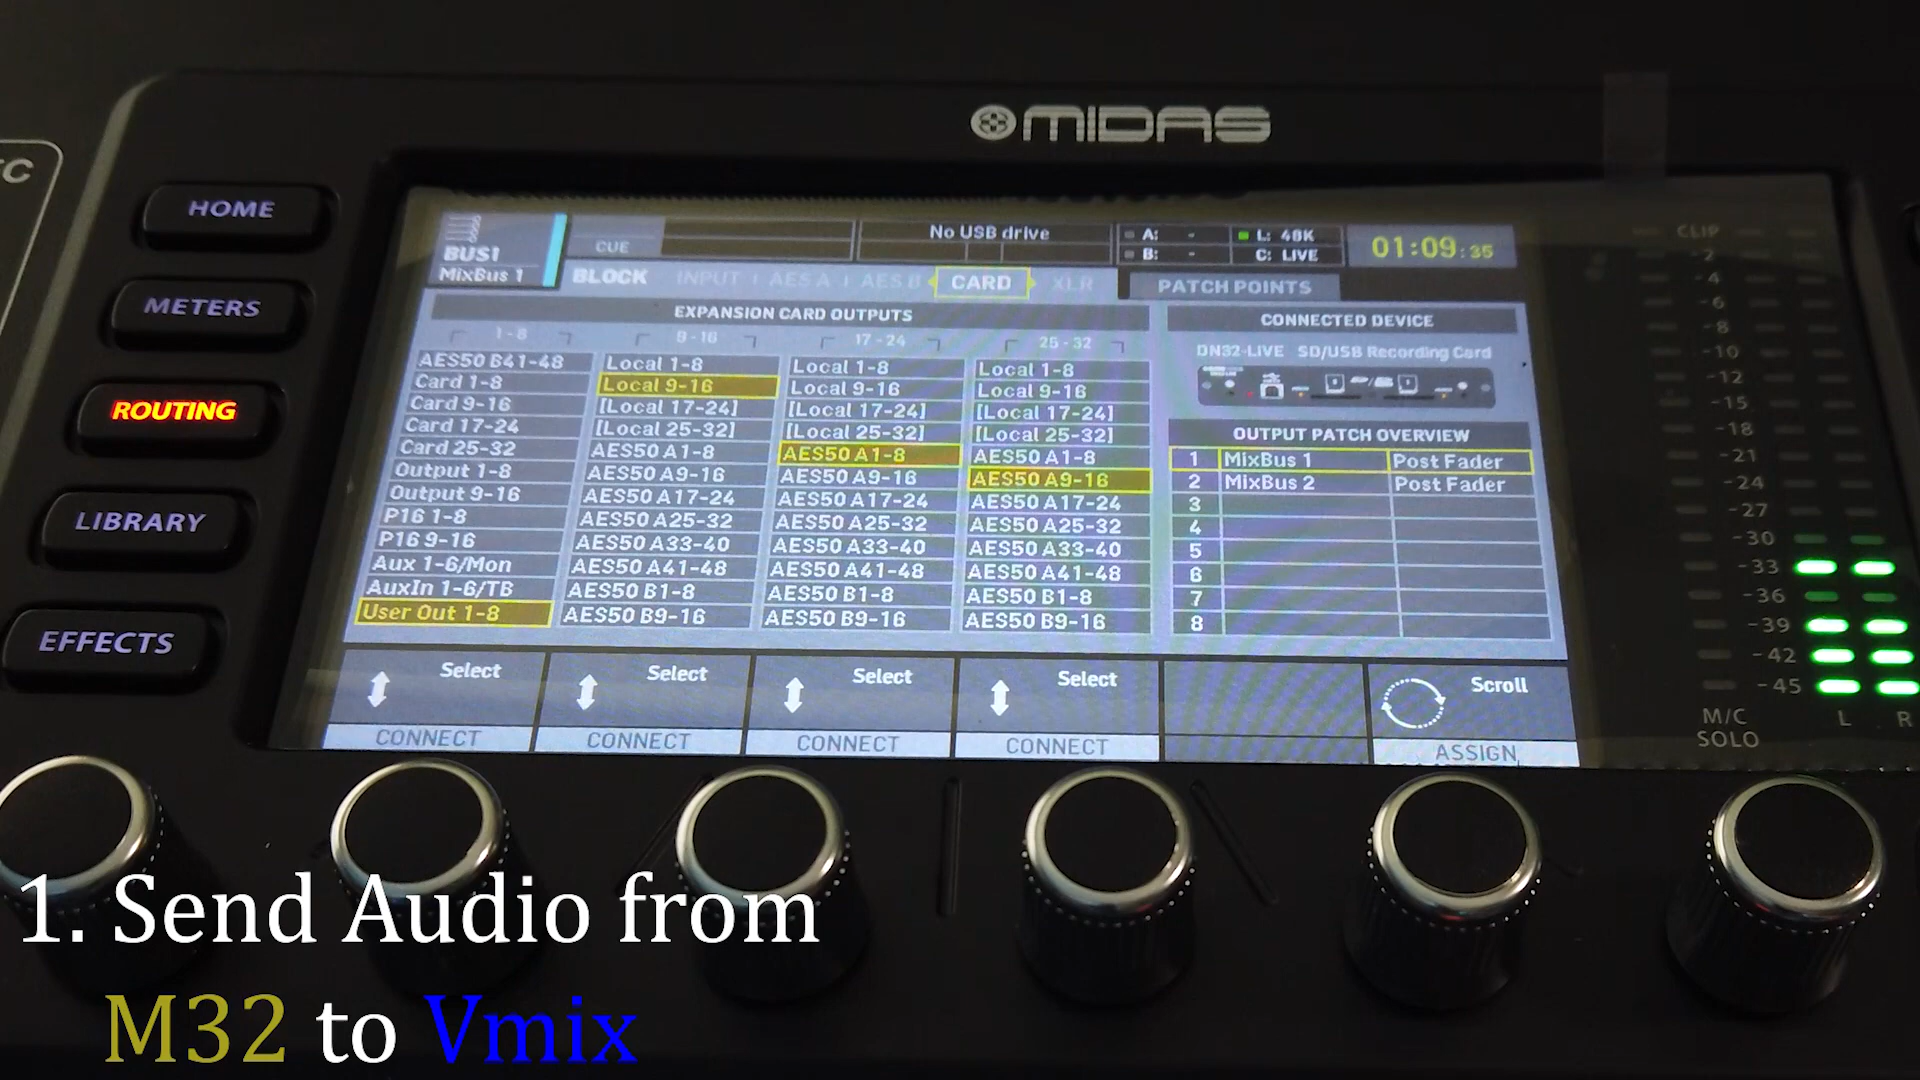 MIDAS
TC
HOME
METERS
ROUTING
LIBRARY
EFFECTS
BUS1
MixBus 1
CUE
No USB drive
A: -
B: -
L: 48K
C: LIVE
01:09:35
BLOCK
INPUT
AES A
AES B
CARD
XLR
PATCH POINTS
EXPANSION CARD OUTPUTS
1-8
AES50 B41-48
Card 1-8
Card 9-16
Card 17-24
Card 25-32
Output 1-8
Output 9-16
P16 1-8
P16 9-16
Aux 1-6/Mon
AuxIn 1-6/TB
User Out 1-8
9-16
Local 1-8
Local 9-16
[Local 17-24]
[Local 25-32]
AES50 A1-8
AES50 A9-16
AES50 A17-24
AES50 A25-32
AES50 A33-40
AES50 A41-48
AES50 B1-8
AES50 B9-16
17-24
Local 1-8
Local 9-16
[Local 17-24]
[Local 25-32]
AES50 A1-8
AES50 A9-16
AES50 A17-24
AES50 A25-32
AES50 A33-40
AES50 A41-48
AES50 B1-8
AES50 B9-16
25-32
Local 1-8
Local 9-16
[Local 17-24]
[Local 25-32]
AES50 A1-8
AES50 A9-16
AES50 A17-24
AES50 A25-32
AES50 A33-40
AES50 A41-48
AES50 B1-8
AES50 B9-16
CONNECTED DEVICE
DN32-LIVE SD/USB Recording Card
OUTPUT PATCH OVERVIEW
1 MixBus 1 Post Fader
2 MixBus 2 Post Fader
3
4
5
6
7
8
Select
CONNECT
Select
CONNECT
Select
CONNECT
Select
CONNECT
Scroll
ASSIGN
CLIP
-2
-4
-6
-8
-10
-12
-15
-18
-21
-24
-27
-30
-33
-36
-39
-42
-45
M/C
SOLO
L
R
1. Send Audio from
M32 to Vmix